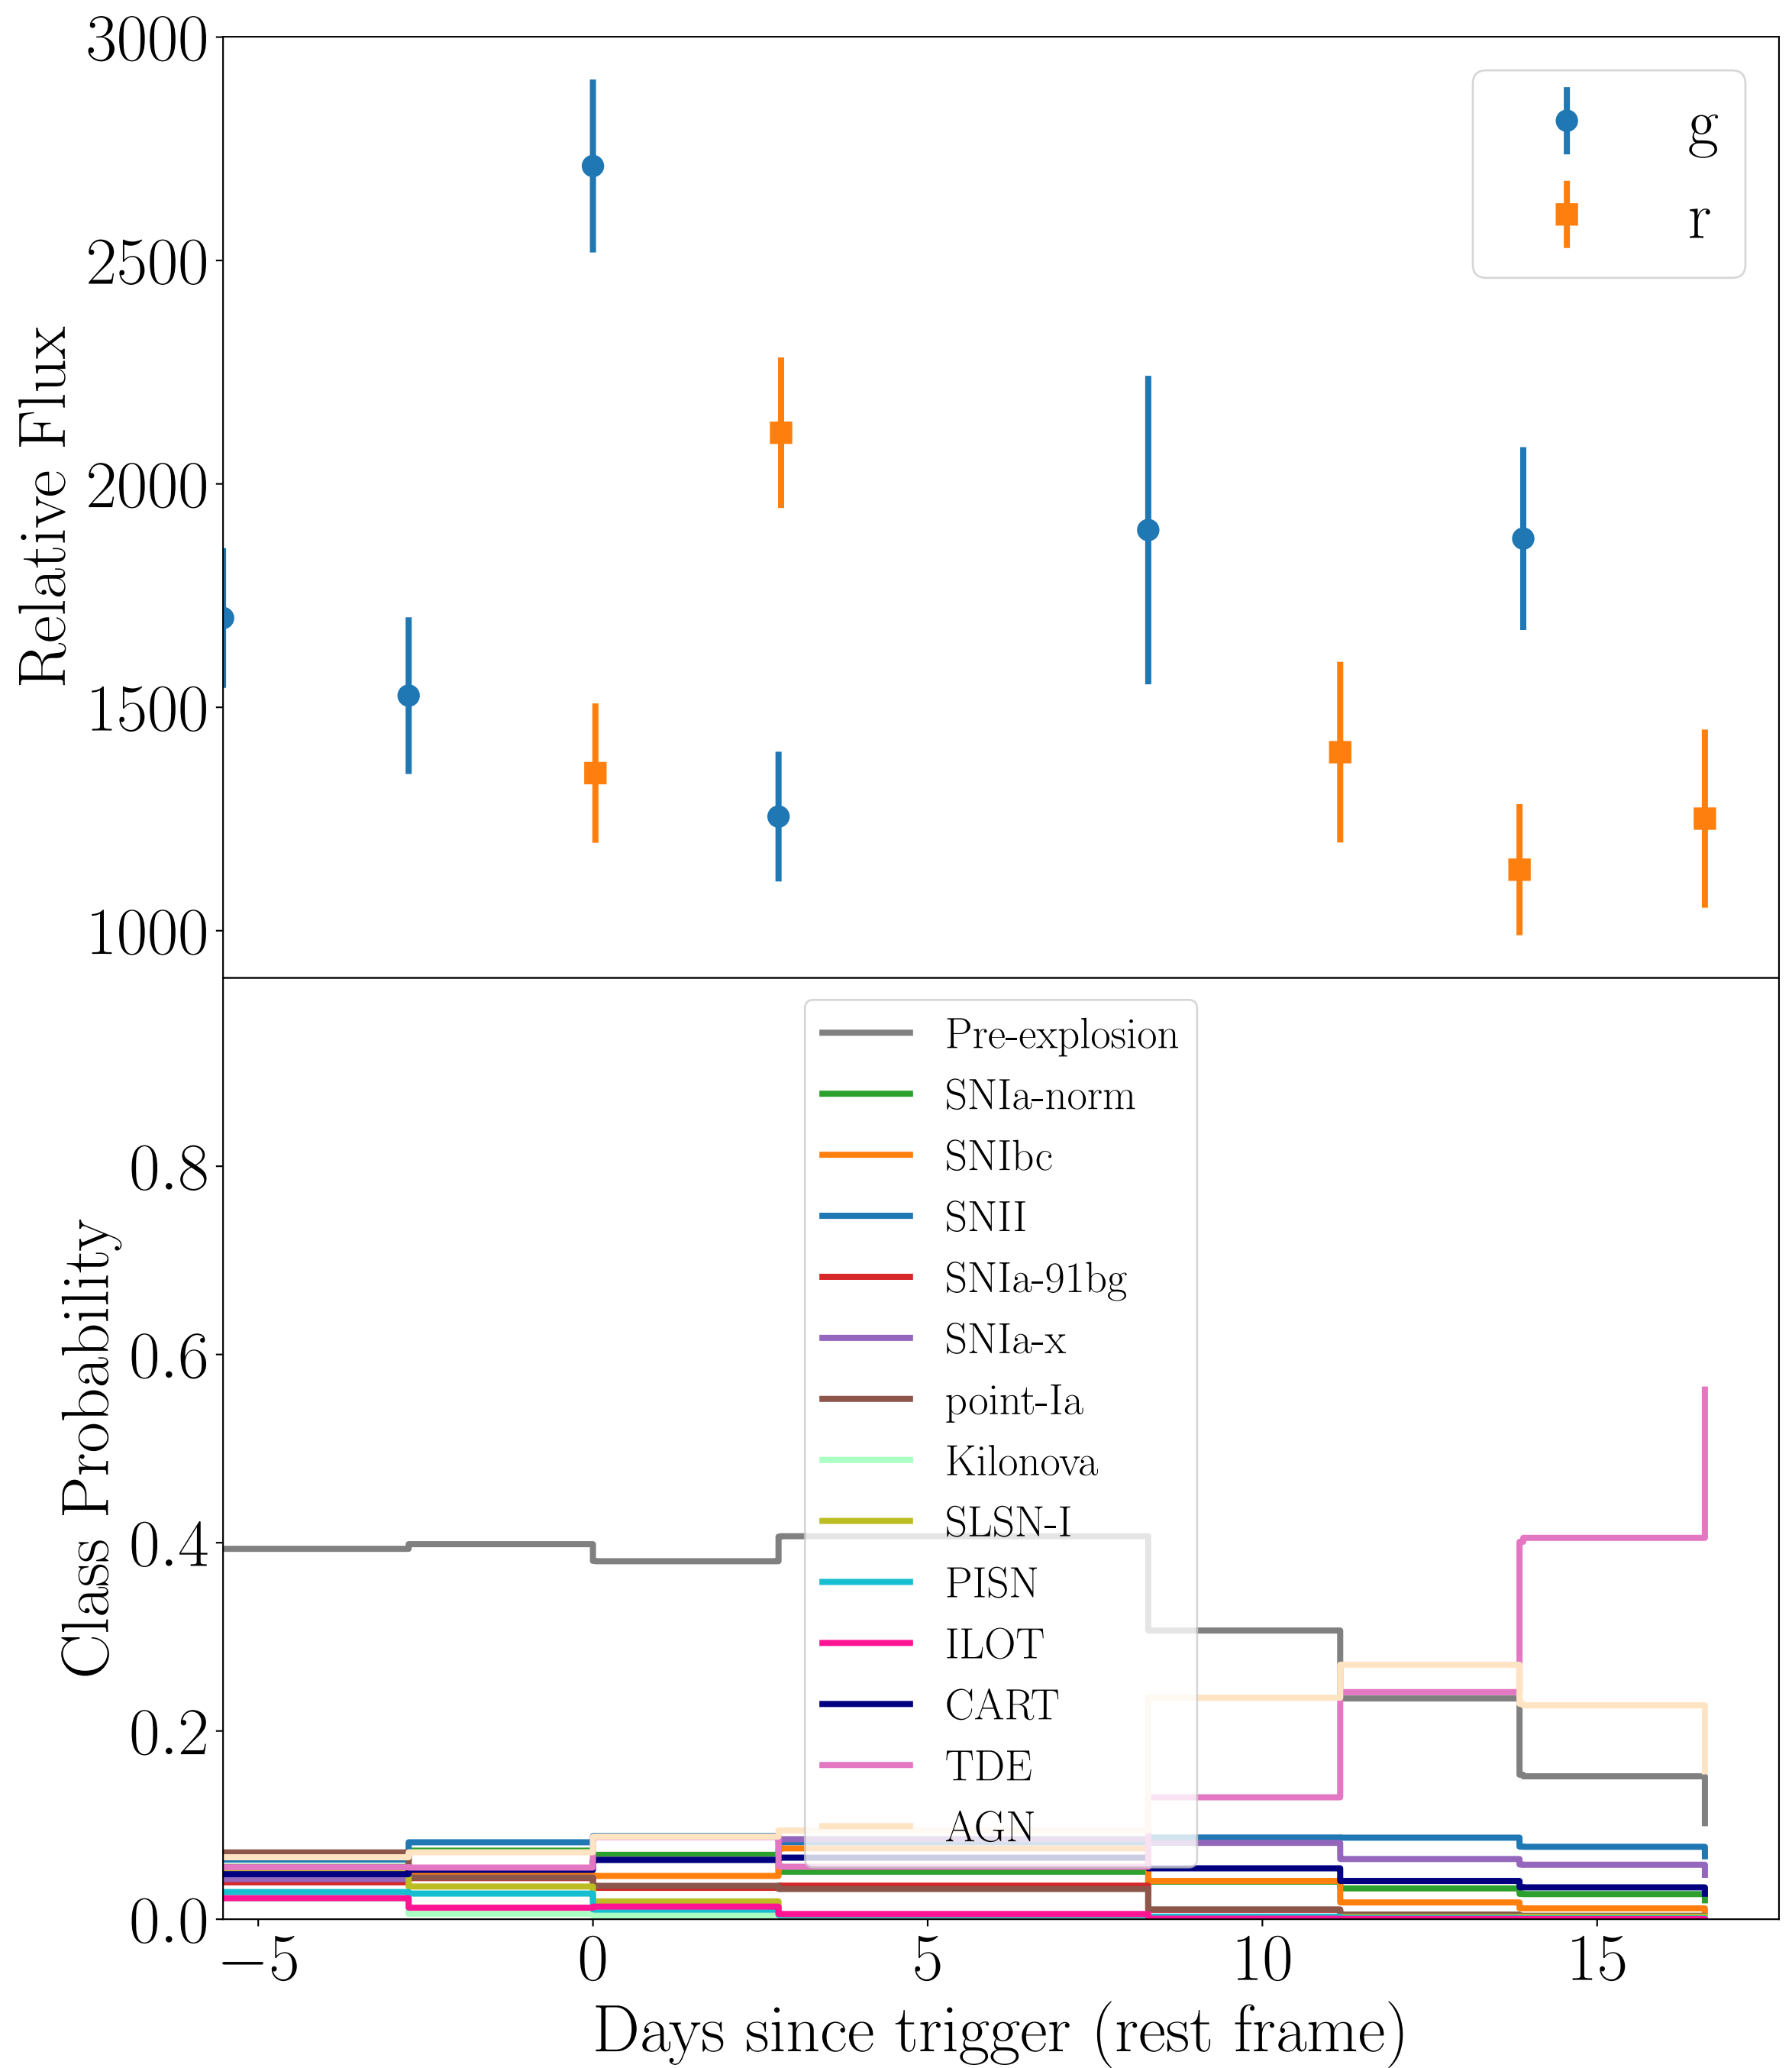 3000
2500
2000
1500
1000
Relative Flux
g
r
0.8
0.6
0.4
0.2
0.0
Class Probability
Pre-explosion
SNIa-norm
SNIbc
SNII
SNIa-91bg
SNIa-x
point-Ia
Kilonova
SLSN-I
PISN
ILOT
CART
TDE
AGN
−5 0 5 10 15
Days since trigger (rest frame)